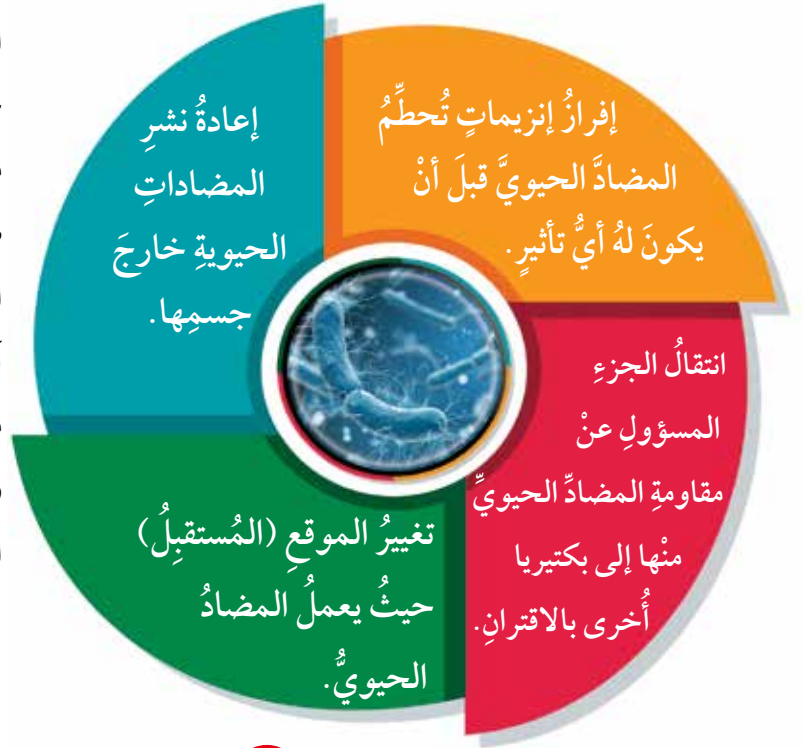 إفرازُ إنزيماتٍ تُحطِّمُ
المضادَّ الحيويَّ قبلَ أنْ
يكونَ لهُ أيُّ تأثيرٍ.
انتقالُ الجزءِ
المسؤولِ عنْ
مقاومةِ المضادِّ الحيويِّ
منْها إلى بكتيريا
أُخرى بالاقترانِ.
تغييرُ الموقعِ (المُستقبِلُ)
حيثُ يعملُ المضادُ
الحيويُّ.
إعادةُ نشرِ
المضاداتِ
الحيويةِ خارجَ
جسمِها.